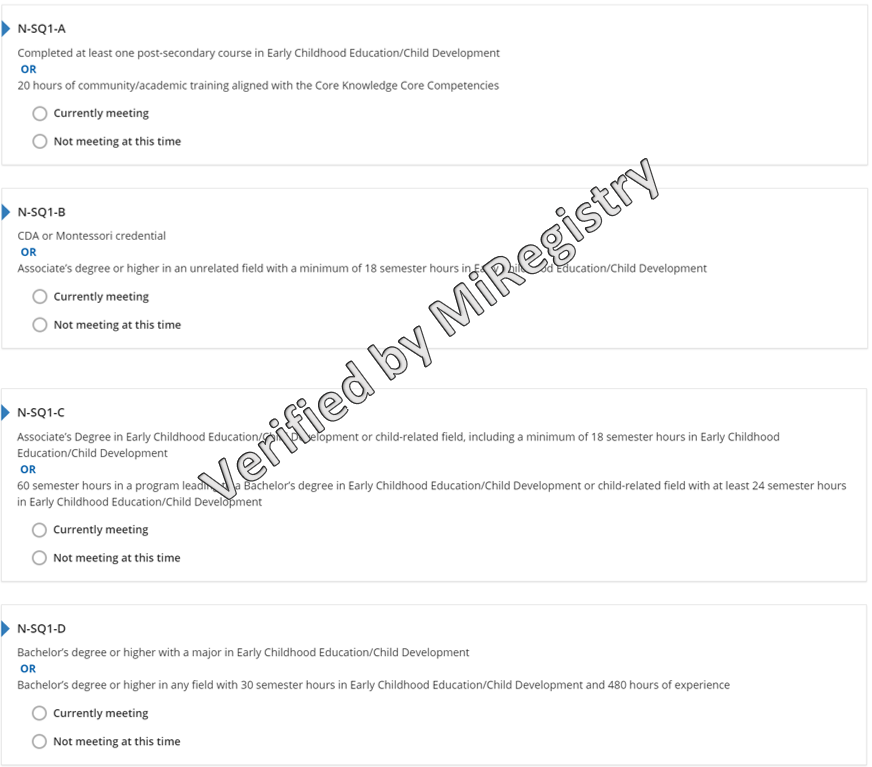 N-SQ1-A
Completed at least one post-secondary course in Early Childhood Education/Child Development
OR
20 hours of community/academic training aligned with the Core Knowledge Core Competencies
Currently meeting
Not meeting at this time
N-SQ1-B
CDA or Montessori credential
OR
Associate's degree or higher in an unrelated field with a minimum of 18 semester hours in Early Childhood Education/Child Development
Currently meeting
Not meeting at this time
Verified by MiRegistry
N-SQ1-C
Associate's Degree in Early Childhood Education/Child Development or child-related field, including a minimum of 18 semester hours in Early Childhood
Education/Child Development
OR
60 semester hours in a program leading to a Bachelor's degree in Early Childhood Education/Child Development or child-related field with at least 24 semester hours
in Early Childhood Education/Child Development
Currently meeting
Not meeting at this time
N-SQ1-D
Bachelor's degree or higher with a major in Early Childhood Education/Child Development
OR
Bachelor's degree or higher in any field with 30 semester hours in Early Childhood Education/Child Development and 480 hours of experience
Currently meeting
Not meeting at this time